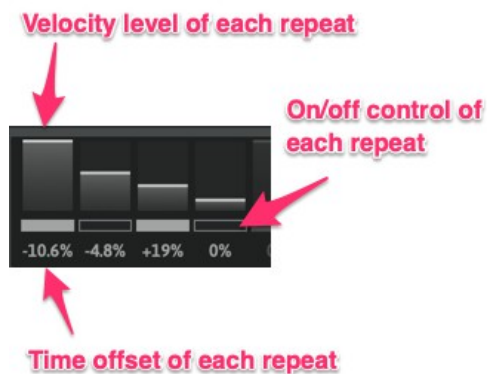 Velocity level of each repeat
On/off control of
each repeat
-10.6% -4.8% +19% 0%
Time offset of each repeat